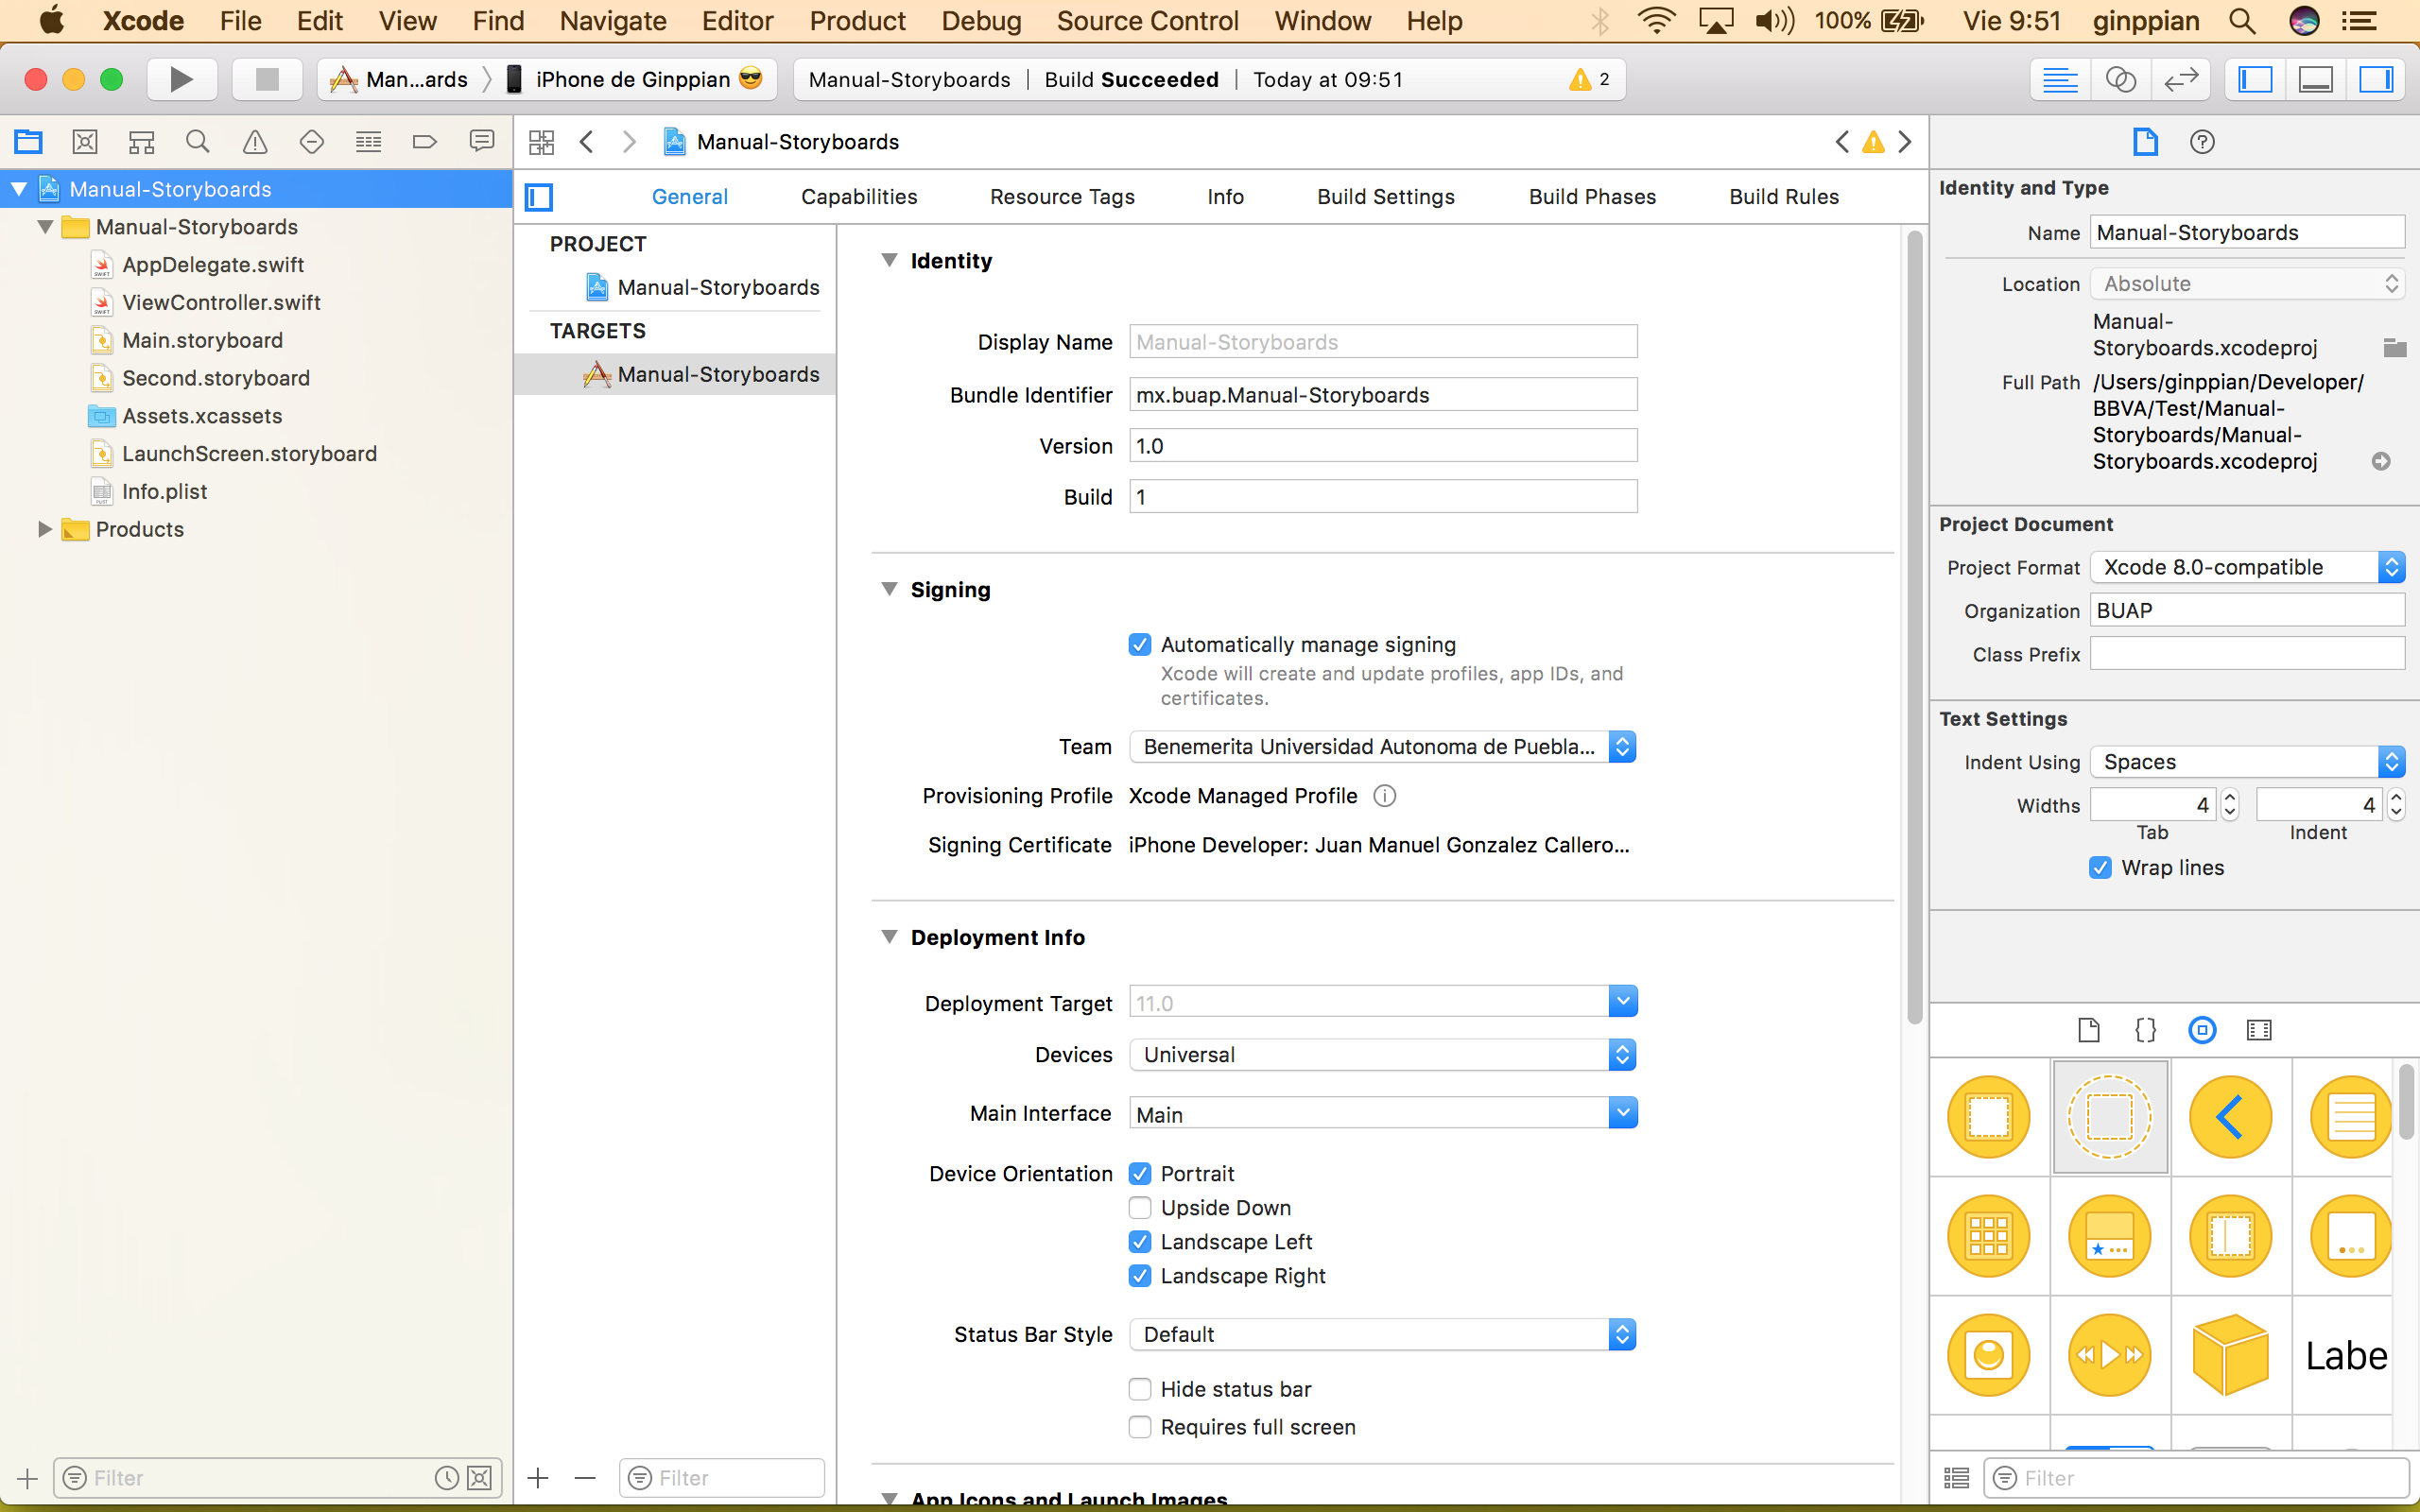 Xcode File Edit View Find Navigate Editor Product Debug Source Control Window Help 100% Vie 9:51 ginppian
Man...ards iPhone de Ginppian 😎 Manual-Storyboards | Build Succeeded | Today at 09:51 2
Manual-Storyboards
Manual-Storyboards
AppDelegate.swift
ViewController.swift
Main.storyboard
Second.storyboard
Assets.xcassets
LaunchScreen.storyboard
Info.plist
Products
Filter
Manual-Storyboards
General Capabilities Resource Tags Info Build Settings Build Phases Build Rules
PROJECT
Manual-Storyboards
TARGETS
Manual-Storyboards
Filter
Identity
Display Name Manual-Storyboards
Bundle Identifier mx.buap.Manual-Storyboards
Version 1.0
Build 1
Signing
Automatically manage signing
Xcode will create and update profiles, app IDs, and
certificates.
Team Benemerita Universidad Autonoma de Puebla...
Provisioning Profile Xcode Managed Profile
Signing Certificate iPhone Developer: Juan Manuel Gonzalez Callero...
Deployment Info
Deployment Target 11.0
Devices Universal
Main Interface Main
Device Orientation Portrait
Upside Down
Landscape Left
Landscape Right
Status Bar Style Default
Hide status bar
Requires full screen
App Icons and Launch Images
Identity and Type
Name Manual-Storyboards
Location Absolute
Manual-
Storyboards.xcodeproj
Full Path /Users/ginppian/Developer/
BBVA/Test/Manual-
Storyboards/Manual-
Storyboards.xcodeproj
Project Document
Project Format Xcode 8.0-compatible
Organization BUAP
Class Prefix
Text Settings
Indent Using Spaces
Widths 4 4
Tab Indent
Wrap lines
{}
Labe
Filter